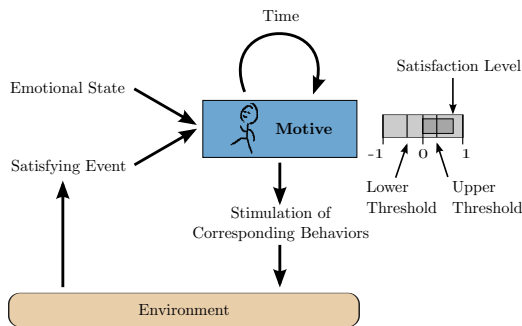 Time
Satisfaction Level
Emotional State
Motive
-1 0 1
Satisfying Event
Lower
Threshold
Upper
Threshold
Stimulation of
Corresponding Behaviors
Environment